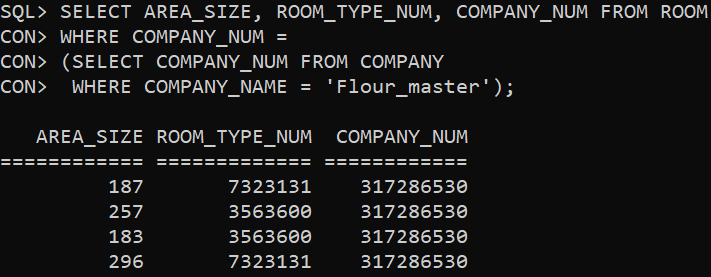 SQL> SELECT AREA_SIZE, ROOM_TYPE_NUM, COMPANY_NUM FROM ROOM
CON> WHERE COMPANY_NUM =
CON> (SELECT COMPANY_NUM FROM COMPANY
CON>  WHERE COMPANY_NAME = 'Flour_master');

   AREA_SIZE ROOM_TYPE_NUM  COMPANY_NUM
============ ============= ============
         187       7323131    317286530
         257       3563600    317286530
         183       3563600    317286530
         296       7323131    317286530